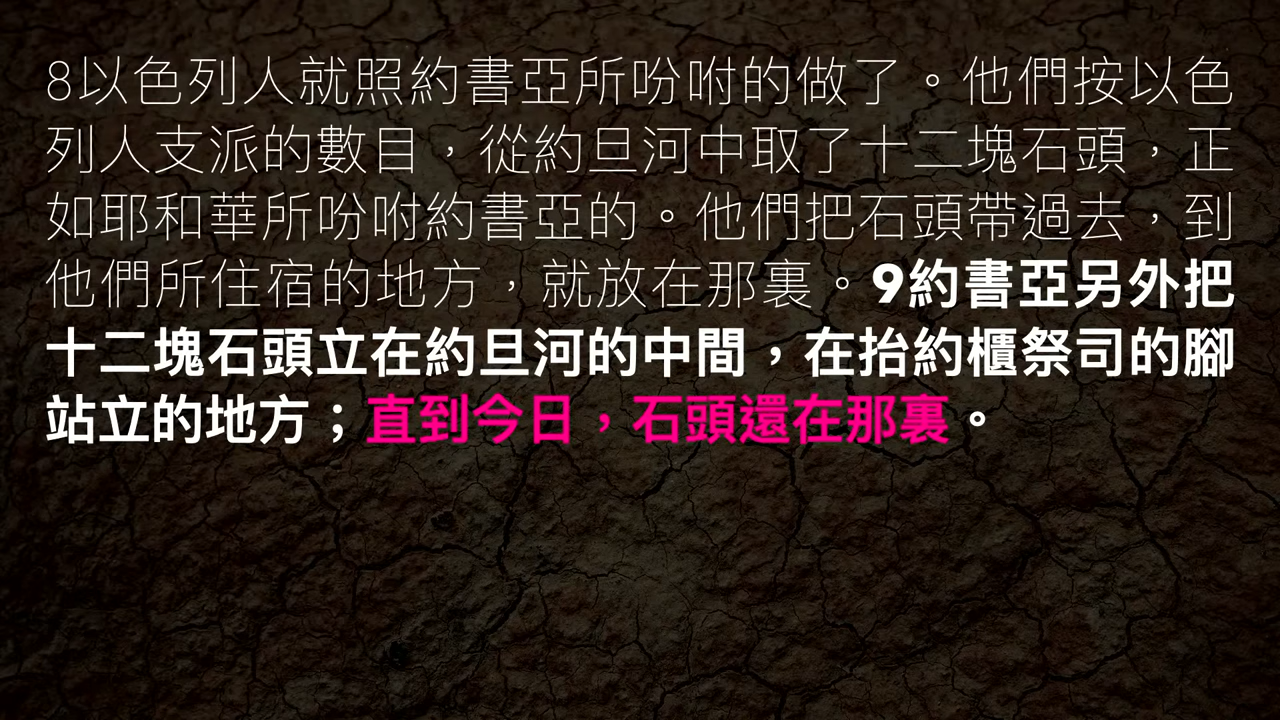 8以色列人就照約書亞所吩咐的做了。他們按以色
列人支派的數目，從約旦河中取了十二塊石頭，正
如耶和華所吩咐約書亞的。他們把石頭帶過去，到
他們所住宿的地方，就放在那裏。9約書亞另外把
十二塊石頭立在約旦河的中間，在抬約櫃祭司的腳
站立的地方；直到今日，石頭還在那裏。